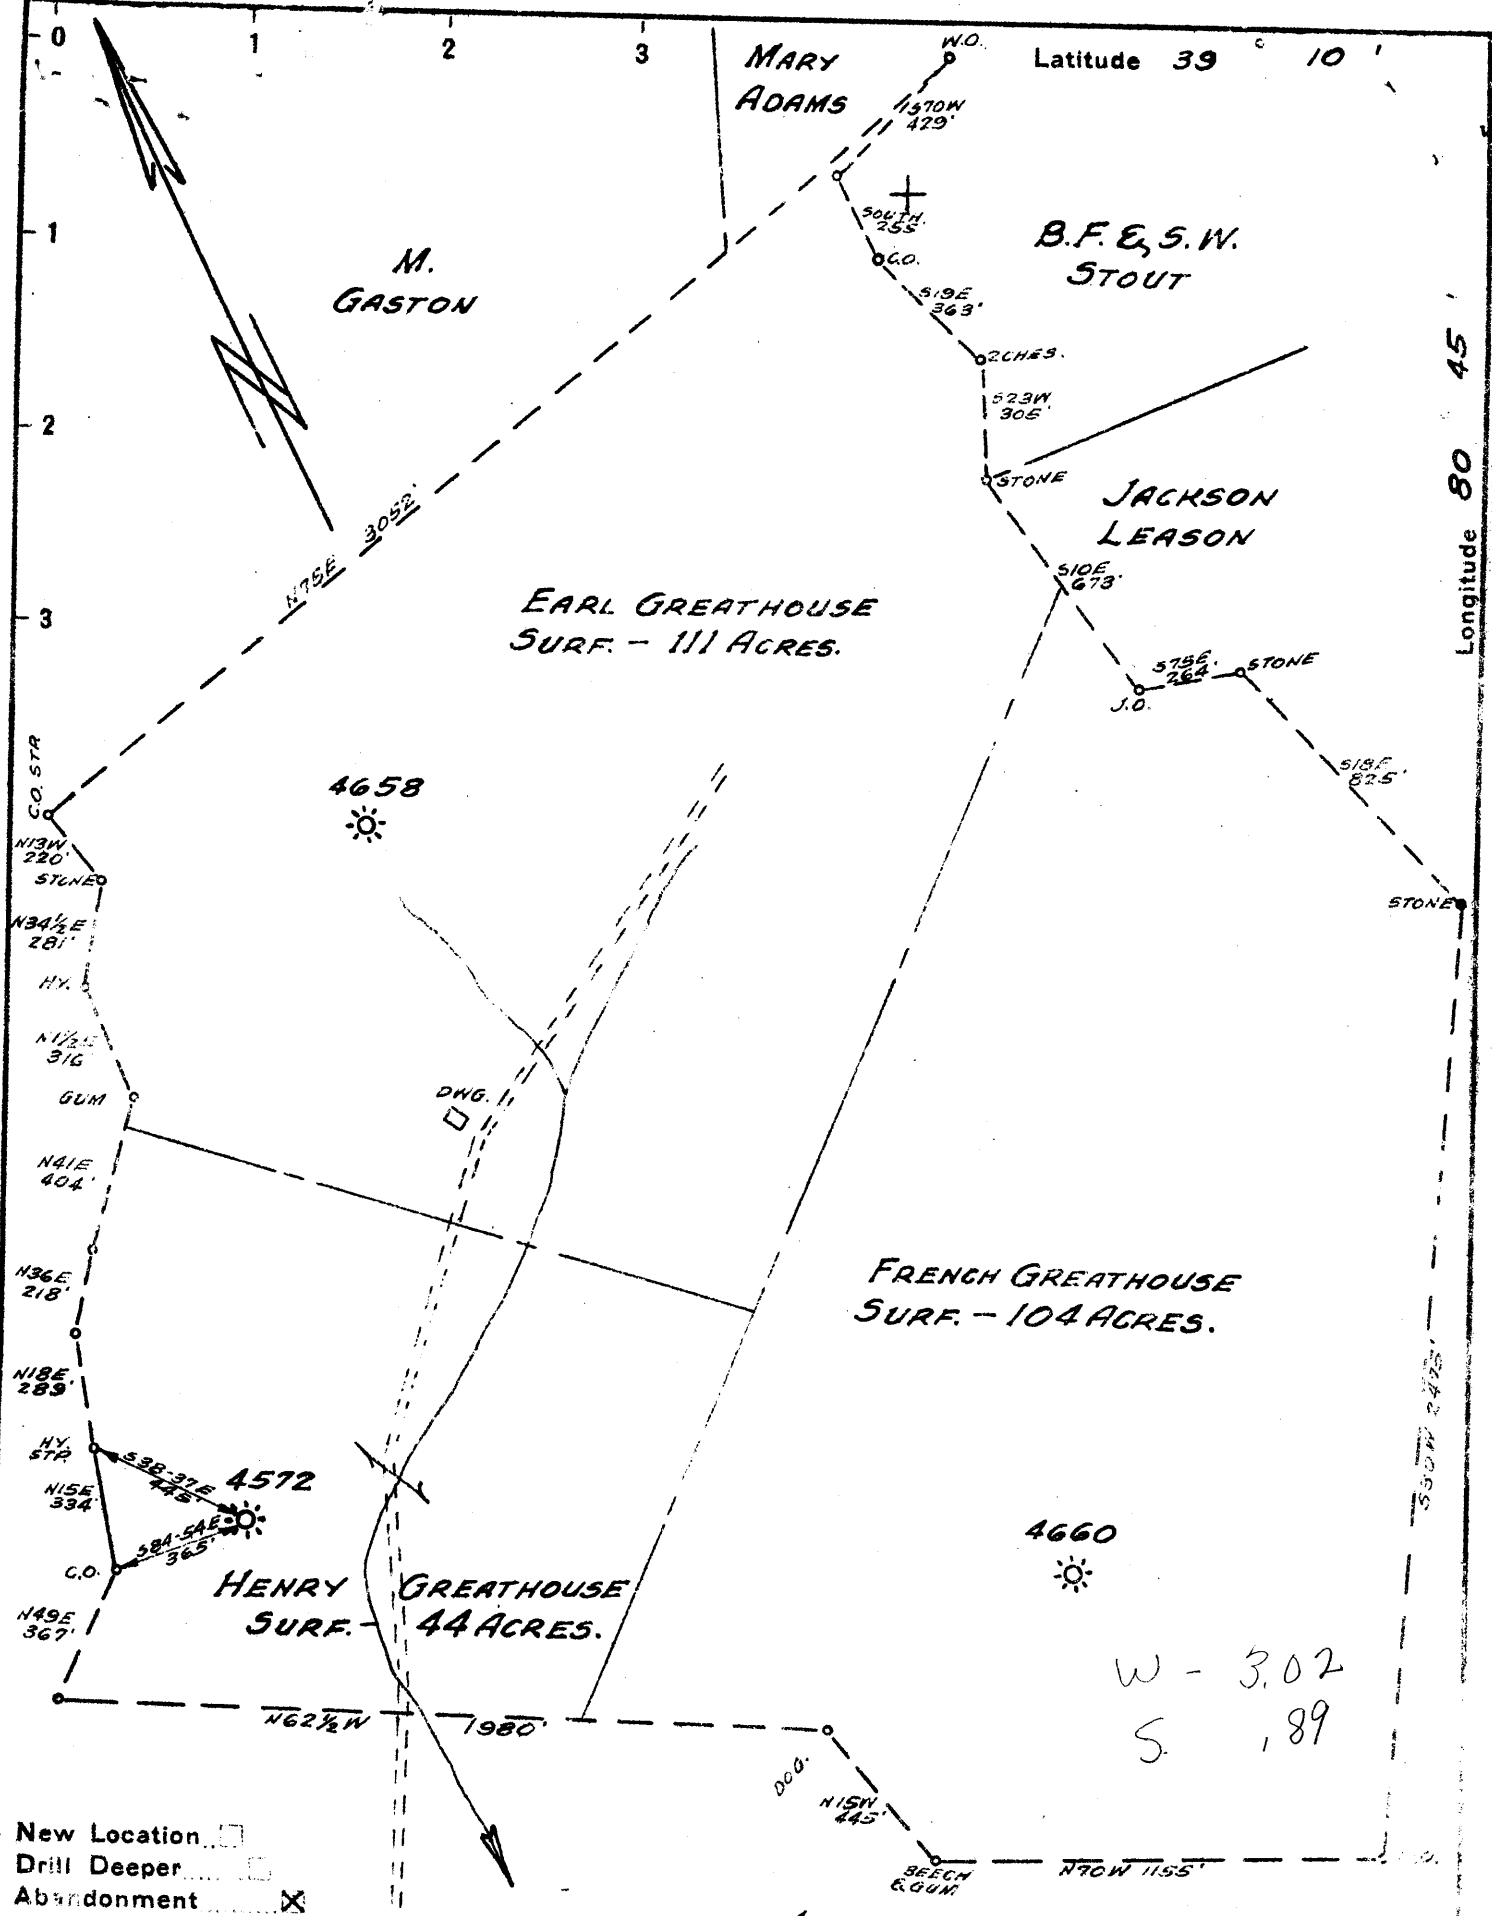 0 1 2 3
1
2
3
Latitude 39 10 '
Longitude 80 45 '
MARY
ADAMS
W.O.
S70W
429'
SOUTH.
255
C.O.
S19E
363'
2CHES.
S23W
305'
STONE
B.F. & S.W.
STOUT
M.
GASTON
JACKSON
LEASON
S10E
673'
N75E 3052'
EARL GREATHOUSE
SURF. - 111 ACRES.
S75E
264'
STONE
J.O.
S18E
825'
STONE
C.O. STR
4658
N13W
220'
STONE
N34½E
281'
HY.
N1½E
316
GUM
DWG.
N41E
404'
N36E
218'
FRENCH GREATHOUSE
SURF. - 104 ACRES.
N18E
289'
HY.
STP.
N15E
334'
S38-37E
445'
4572
S84-54E
365'
C.O.
S30W 2475'
4660
HENRY GREATHOUSE
SURF. - 44 ACRES.
N49E
367'
N62½W 1980'
W - 3.02
S. .89
DOG.
N15W
445'
BEECH
& GUM
N70W 1155'
New Location
Drill Deeper
Abandonment